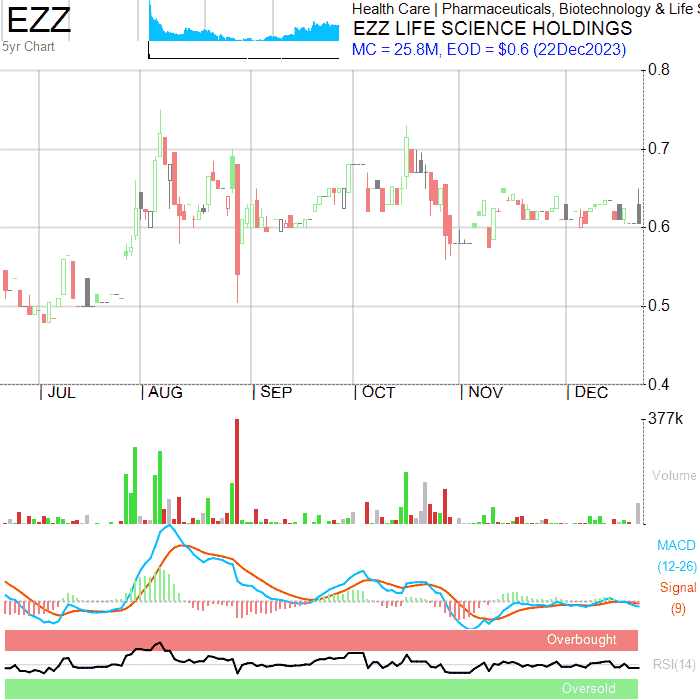 EZZ
5yr Chart
Health Care | Pharmaceuticals, Biotechnology & Life S
EZZ LIFE SCIENCE HOLDINGS
MC = 25.8M, EOD = $0.6 (22Dec2023)
0.8
0.7
0.6
0.5
0.4
JUL AUG SEP OCT NOV DEC
377k
Volume
MACD
(12-26)
Signal
(9)
Overbought
RSI(14)
Oversold